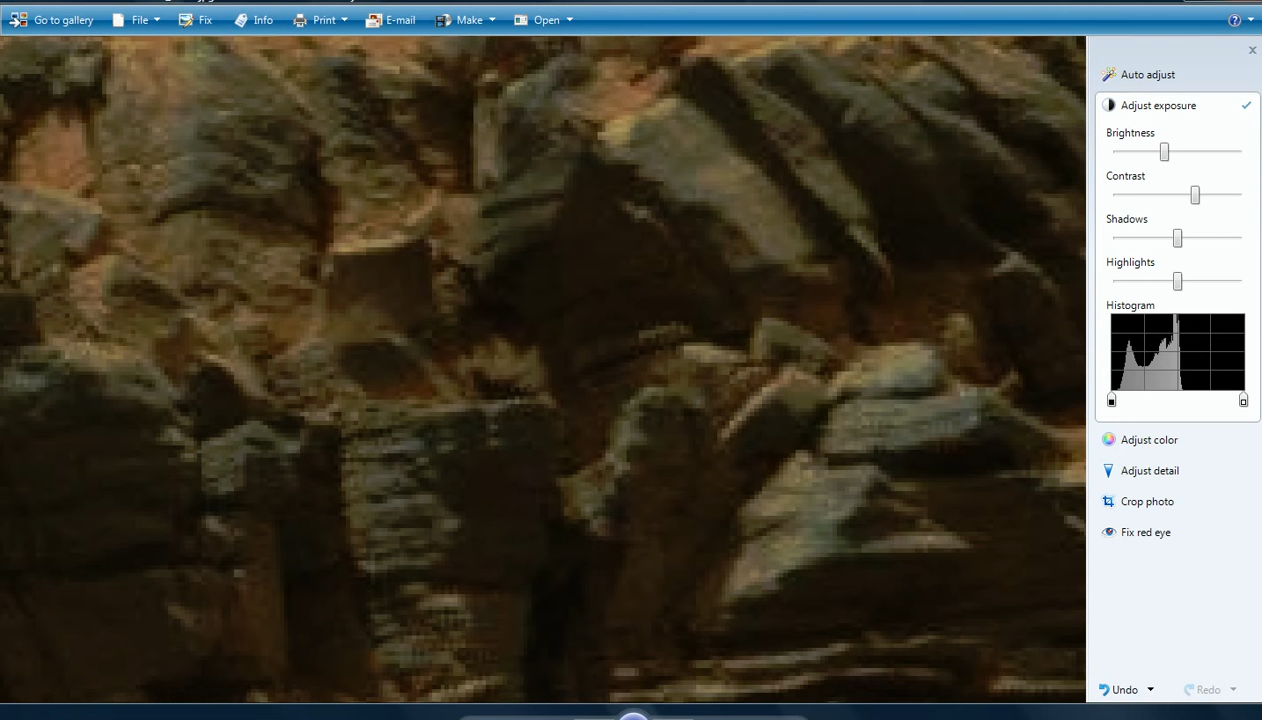 Go to gallery File Fix Info Print E-mail Make Open
Auto adjust
Adjust exposure
Brightness
Contrast
Shadows
Highlights
Histogram
Adjust color
Adjust detail
Crop photo
Fix red eye
Undo Redo